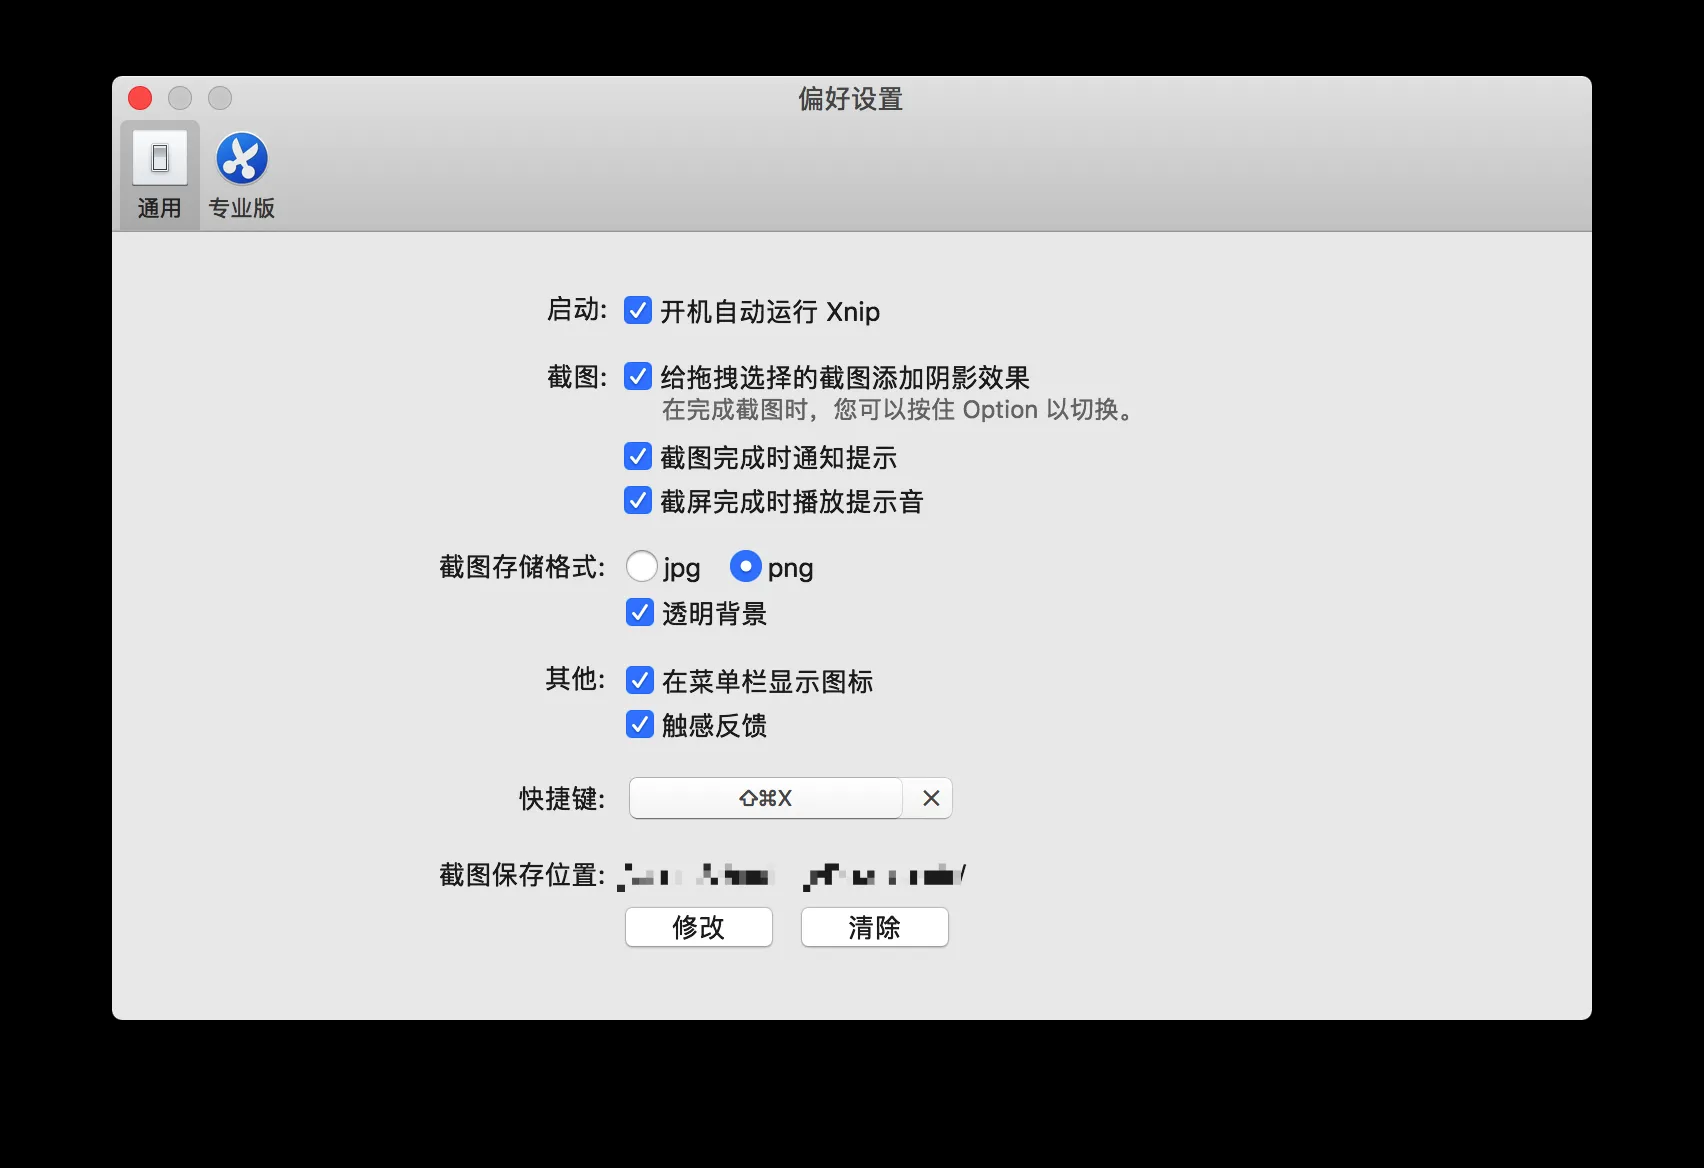 偏好设置
通用 专业版
启动: 开机自动运行 Xnip
截图: 给拖拽选择的截图添加阴影效果
在完成截图时，您可以按住 Option 以切换。
截图完成时通知提示
截屏完成时播放提示音
截图存储格式: jpg png
透明背景
其他: 在菜单栏显示图标
触感反馈
快捷键: ⇧⌘X
截图保存位置: /
修改 清除